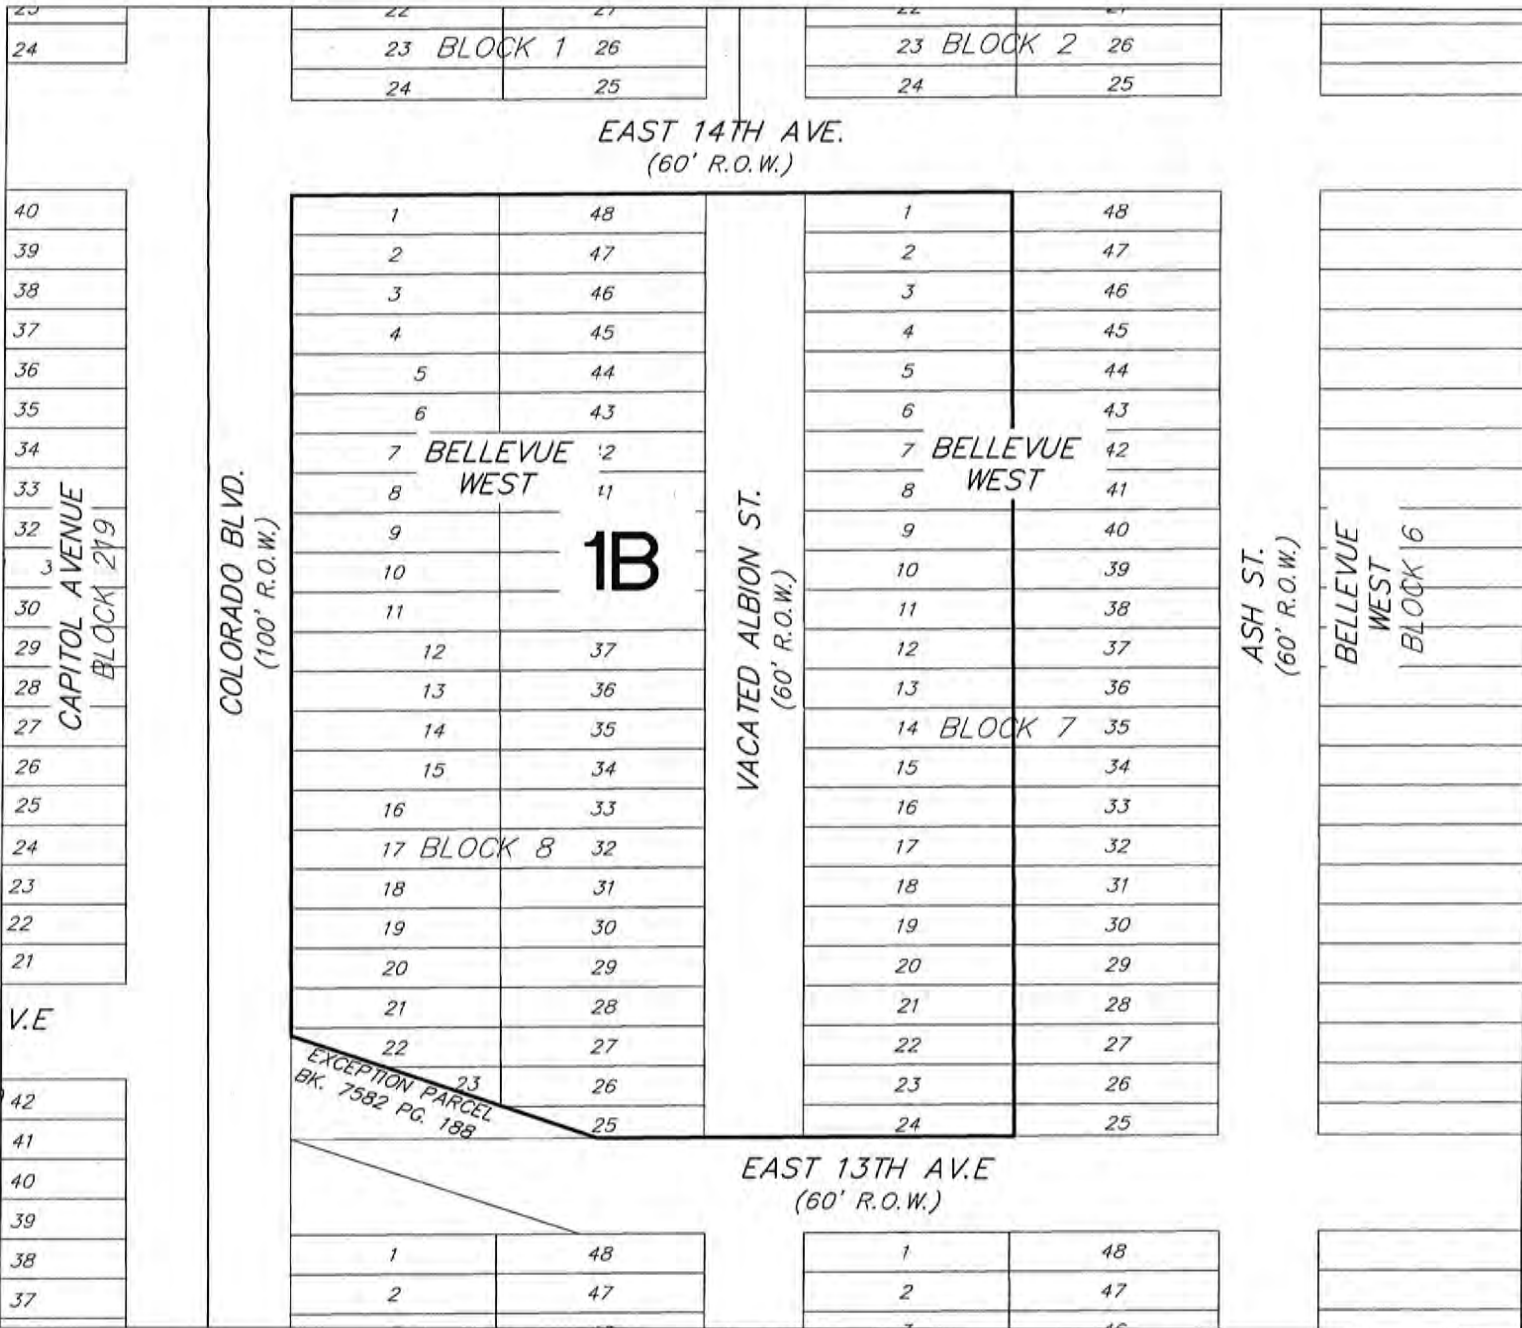 24
23 BLOCK 1 26
24 25
23 BLOCK 2 26
24 25
EAST 14TH AVE.
(60' R.O.W.)
40
39
38
37
36
35
34
33
32
3
30
29
28
27
26
25
24
23
22
21
CAPITOL AVENUE
BLOCK 219
V.E
42
41
40
39
38
37
COLORADO BLVD.
(100' R.O.W.)
1 48
2 47
3 46
4 45
5 44
6 43
7 BELLEVUE 2
8 WEST 11
9
10
11
1B
12 37
13 36
14 35
15 34
16 33
17 BLOCK 8 32
18 31
19 30
20 29
21 28
22 27
23 26
25
EXCEPTION PARCEL
BK. 7582 PG. 188
VACATED ALBION ST.
(60' R.O.W.)
1 48
2 47
3 46
4 45
5 44
6 43
7 BELLEVUE 42
8 WEST 41
9 40
10 39
11 38
12 37
13 36
14 BLOCK 7 35
15 34
16 33
17 32
18 31
19 30
20 29
21 28
22 27
23 26
24 25
ASH ST.
(60' R.O.W.)
BELLEVUE
WEST
BLOCK 6
EAST 13TH AV.E
(60' R.O.W.)
1 48
2 47
1 48
2 47